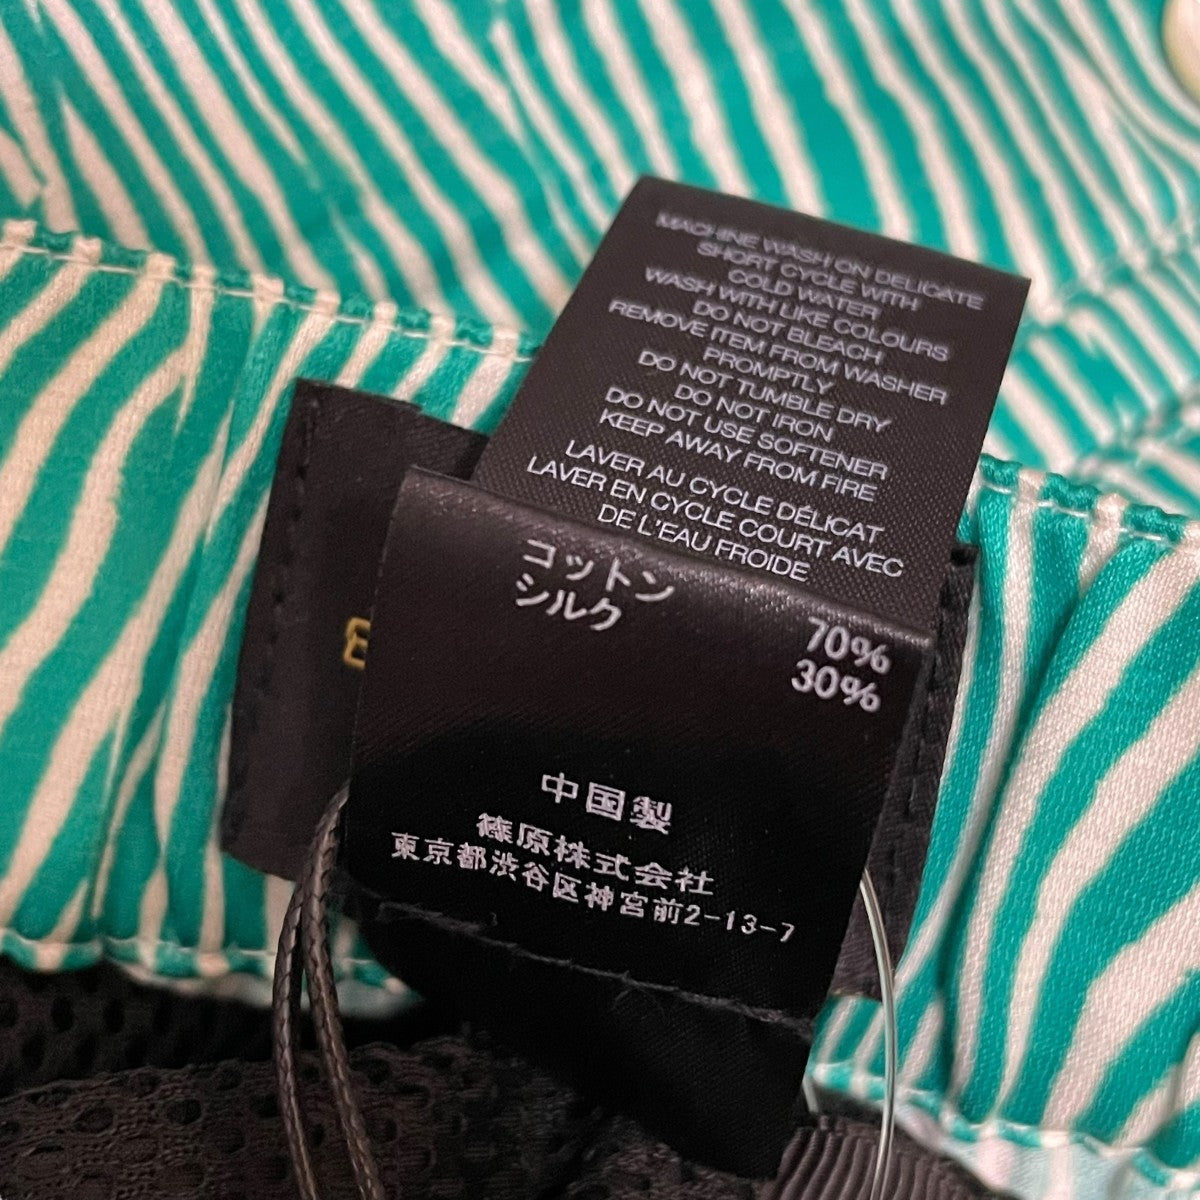 MACHINE WASH ON DELICATE
SHORT CYCLE WITH
COLD WATER
WASH WITH LIKE COLOURS
DO NOT BLEACH
REMOVE ITEM FROM WASHER
PROMPTLY
DO NOT TUMBLE DRY
DO NOT IRON
DO NOT USE SOFTENER
KEEP AWAY FROM FIRE
LAVER AU CYCLE DÉLICAT
LAVER EN CYCLE COURT AVEC
DE L'EAU FROIDE
コットン 70%
シルク 30%
中国製
篠原株式会社
東京都渋谷区神宮前2-13-7